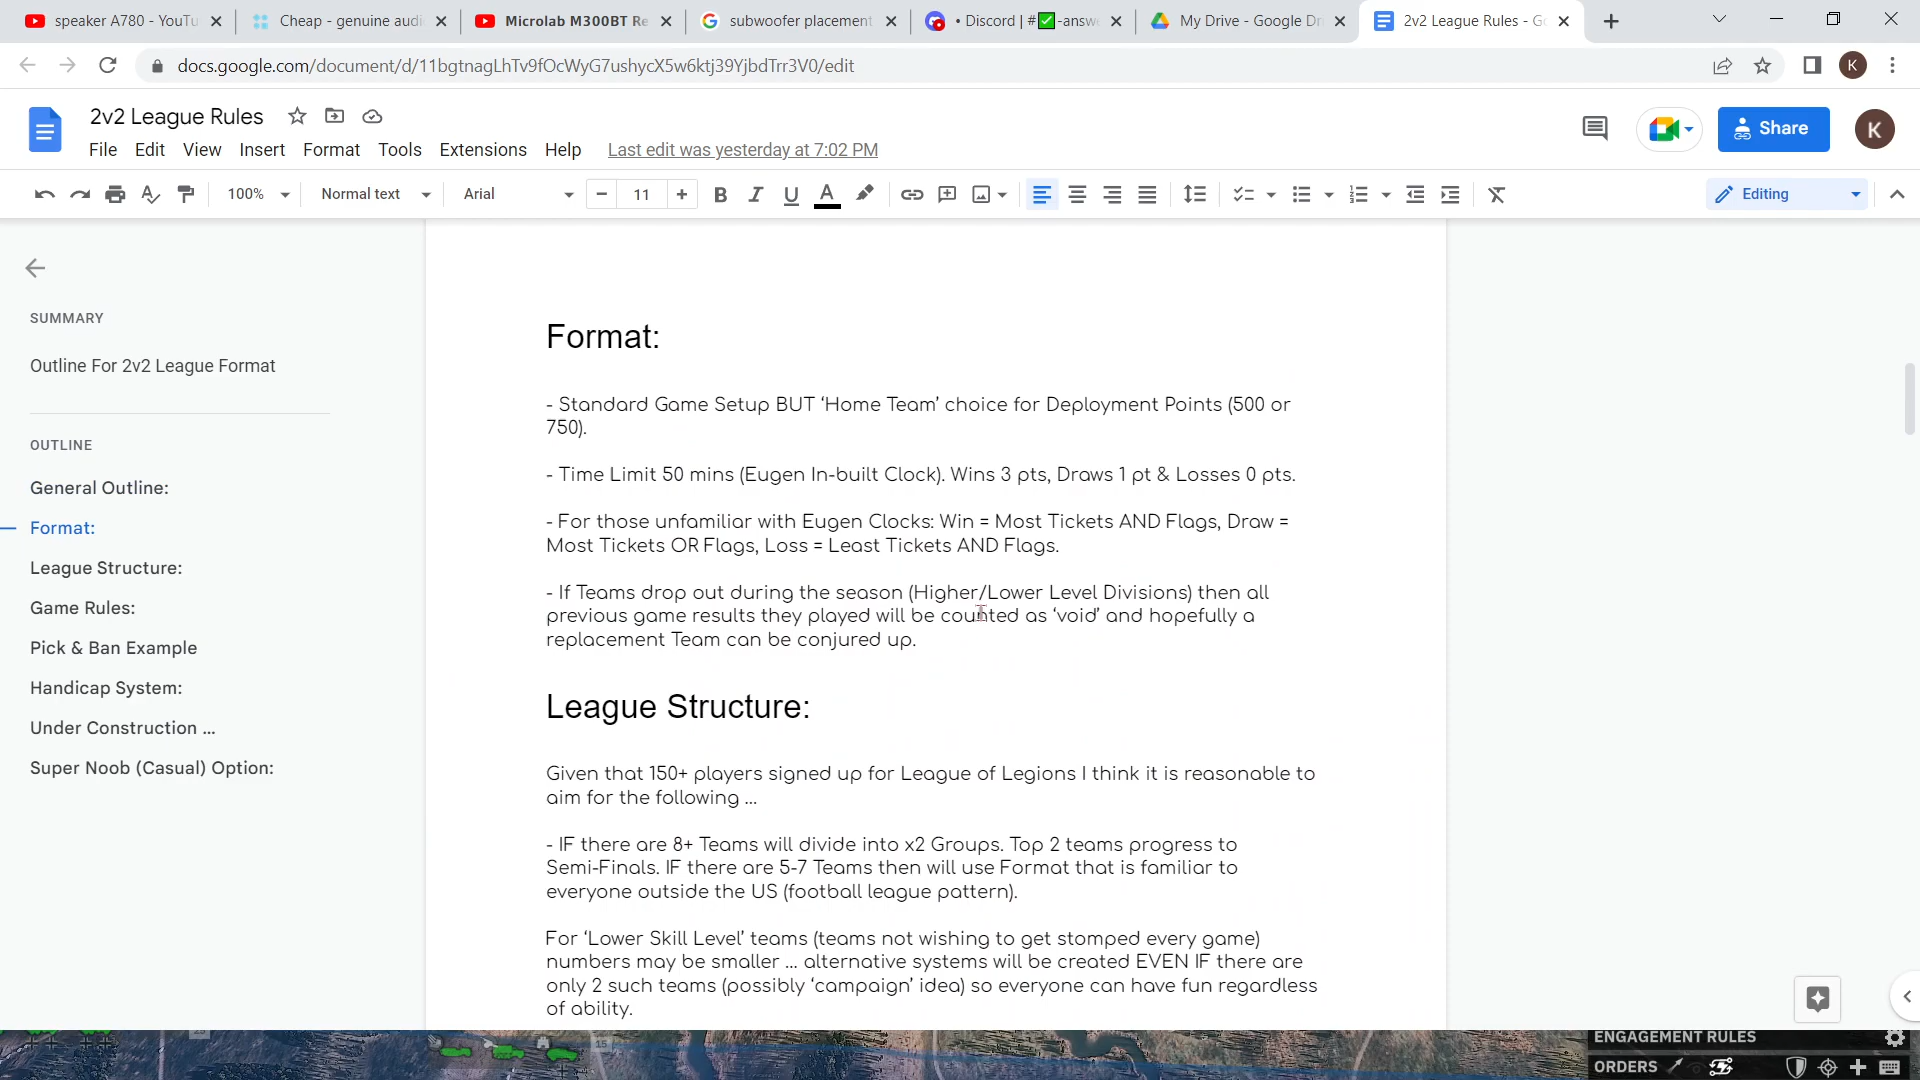 speaker A780 - YouTu
Cheap - genuine audi
Microlab M300BT Re
subwoofer placement
• Discord | #✅-answe
My Drive - Google Dri
2v2 League Rules - Go
docs.google.com/document/d/11bgtnagLhTv9fOcWyG7ushycX5w6ktj39YjbdTrr3V0/edit
K
2v2 League Rules
File Edit View Insert Format Tools Extensions Help Last edit was yesterday at 7:02 PM
Share
K
100% Normal text Arial 11 Editing
SUMMARY
Outline For 2v2 League Format
OUTLINE
General Outline:
Format:
League Structure:
Game Rules:
Pick & Ban Example
Handicap System:
Under Construction ...
Super Noob (Casual) Option:
Format:
- Standard Game Setup BUT ‘Home Team’ choice for Deployment Points (500 or
750).
- Time Limit 50 mins (Eugen In-built Clock). Wins 3 pts, Draws 1 pt & Losses 0 pts.
- For those unfamiliar with Eugen Clocks: Win = Most Tickets AND Flags, Draw =
Most Tickets OR Flags, Loss = Least Tickets AND Flags.
- If Teams drop out during the season (Higher/Lower Level Divisions) then all
previous game results they played will be counted as ‘void’ and hopefully a
replacement Team can be conjured up.
League Structure:
Given that 150+ players signed up for League of Legions I think it is reasonable to
aim for the following ...
- IF there are 8+ Teams will divide into x2 Groups. Top 2 teams progress to
Semi-Finals. IF there are 5-7 Teams then will use Format that is familiar to
everyone outside the US (football league pattern).
For ‘Lower Skill Level’ teams (teams not wishing to get stomped every game)
numbers may be smaller ... alternative systems will be created EVEN IF there are
only 2 such teams (possibly ‘campaign’ idea) so everyone can have fun regardless
of ability.
15
ENGAGEMENT RULES
ORDERS